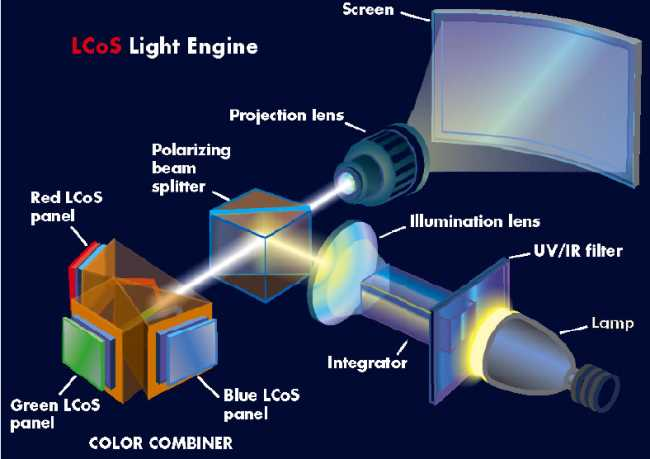 Screen
LCoS Light Engine
Projection lens
Polarizing
beam
splitter
Red LCoS
panel
Illumination lens
UV/IR filter
Lamp
Integrator
Blue LCoS
panel
Green LCoS
panel
COLOR COMBINER